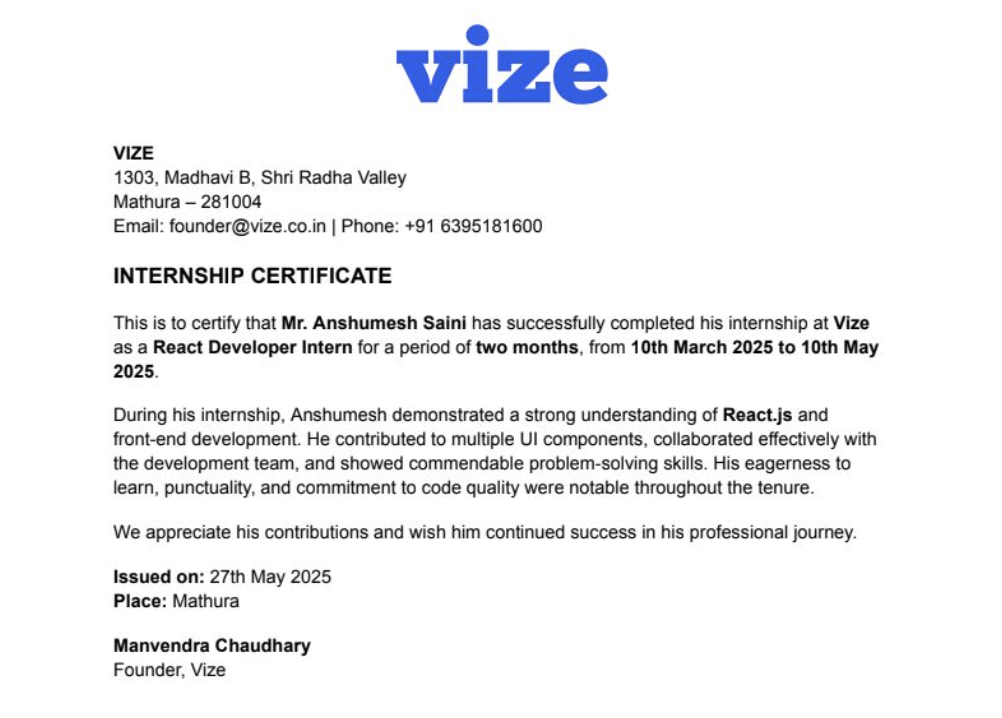 vize
VIZE
1303, Madhavi B, Shri Radha Valley
Mathura – 281004
Email: founder@vize.co.in | Phone: +91 6395181600
INTERNSHIP CERTIFICATE
This is to certify that Mr. Anshumesh Saini has successfully completed his internship at Vize
as a React Developer Intern for a period of two months, from 10th March 2025 to 10th May
2025.
During his internship, Anshumesh demonstrated a strong understanding of React.js and
front-end development. He contributed to multiple UI components, collaborated effectively with
the development team, and showed commendable problem-solving skills. His eagerness to
learn, punctuality, and commitment to code quality were notable throughout the tenure.
We appreciate his contributions and wish him continued success in his professional journey.
Issued on: 27th May 2025
Place: Mathura
Manvendra Chaudhary
Founder, Vize